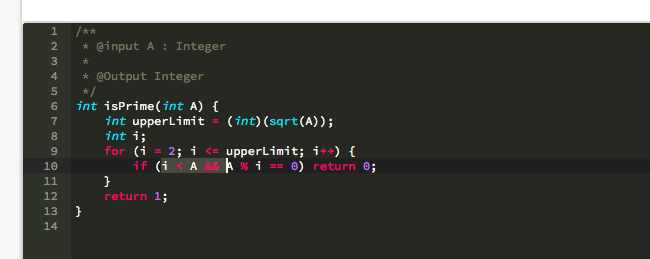 1 /**
2 * @input A : Integer
3 *
4 * @Output Integer
5 */
6 int isPrime(int A) {
7 int upperLimit = (int)(sqrt(A));
8 int i;
9 for (i = 2; i <= upperLimit; i++) {
10 if (i < A && A % i == 0) return 0;
11 }
12 return 1;
13 }
14